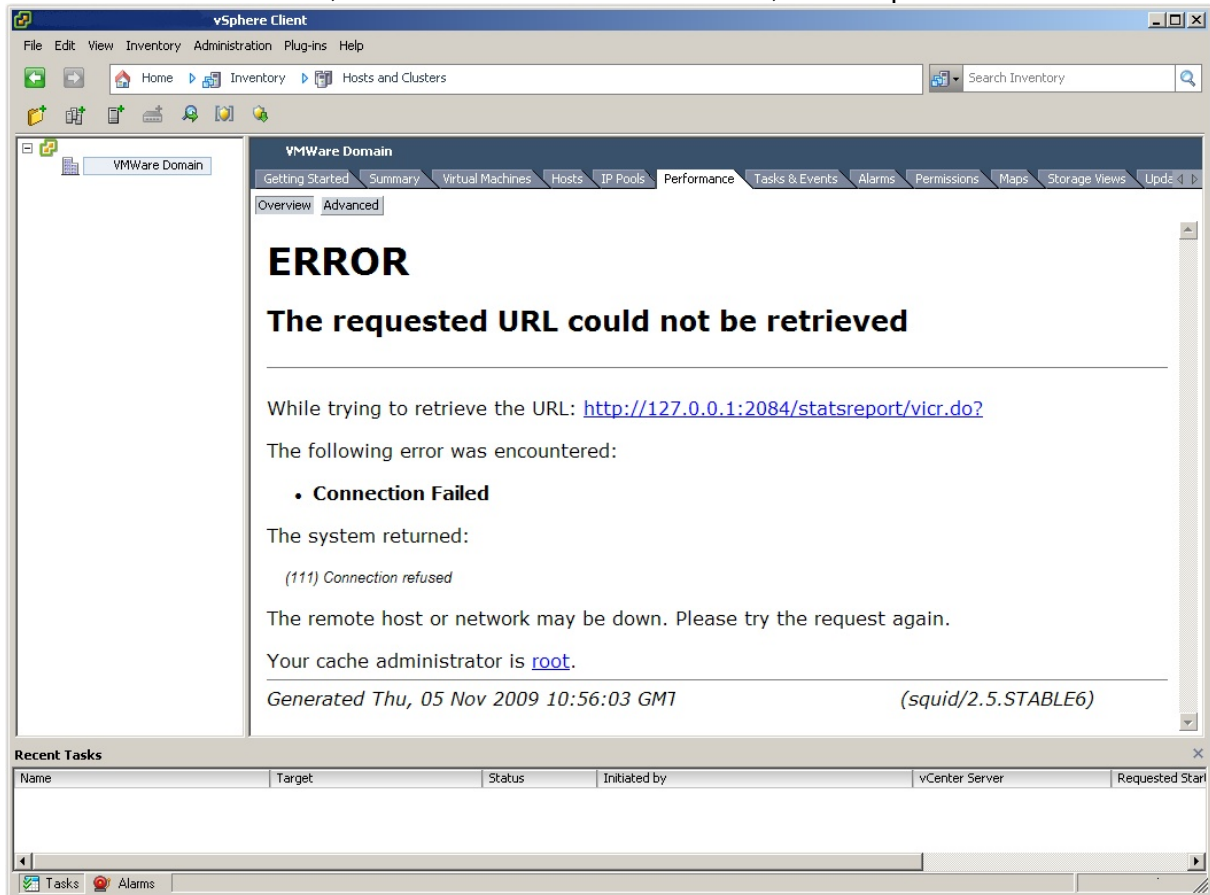 vSphere Client
File Edit View Inventory Administration Plug-ins Help
Home Inventory Hosts and Clusters Search Inventory
VMWare Domain
VMWare Domain
Getting Started Summary Virtual Machines Hosts IP Pools Performance Tasks & Events Alarms Permissions Maps Storage Views Upda
Overview Advanced
ERROR
The requested URL could not be retrieved
While trying to retrieve the URL: http://127.0.0.1:2084/statsreport/vicr.do?
The following error was encountered:
• Connection Failed
The system returned:
(111) Connection refused
The remote host or network may be down. Please try the request again.
Your cache administrator is root.
Generated Thu, 05 Nov 2009 10:56:03 GMT (squid/2.5.STABLE6)
Recent Tasks
Name Target Status Initiated by vCenter Server Requested Start
Tasks Alarms